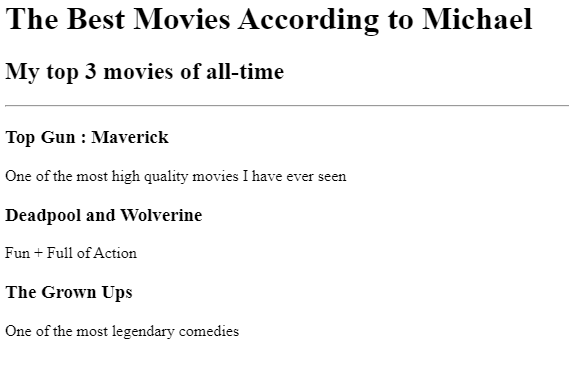 The Best Movies According to Michael
My top 3 movies of all-time
Top Gun : Maverick
One of the most high quality movies I have ever seen
Deadpool and Wolverine
Fun + Full of Action
The Grown Ups
One of the most legendary comedies